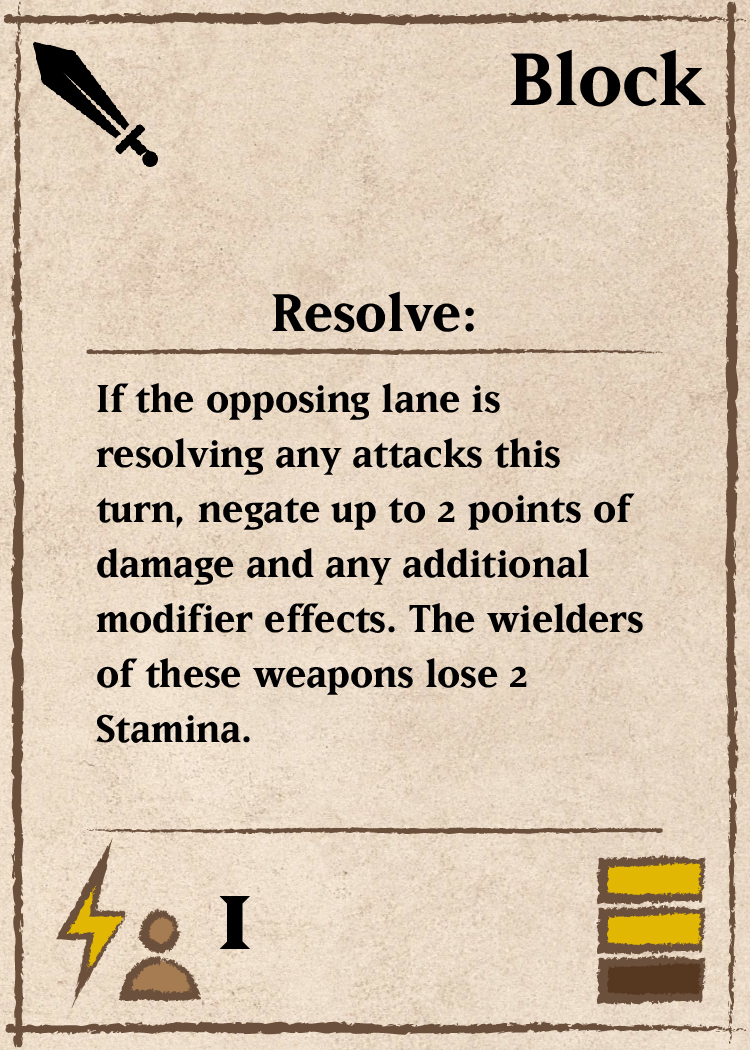 Block
Resolve:
If the opposing lane is
resolving any attacks this
turn, negate up to 2 points of
damage and any additional
modifier effects. The wielders
of these weapons lose 2
Stamina.
1